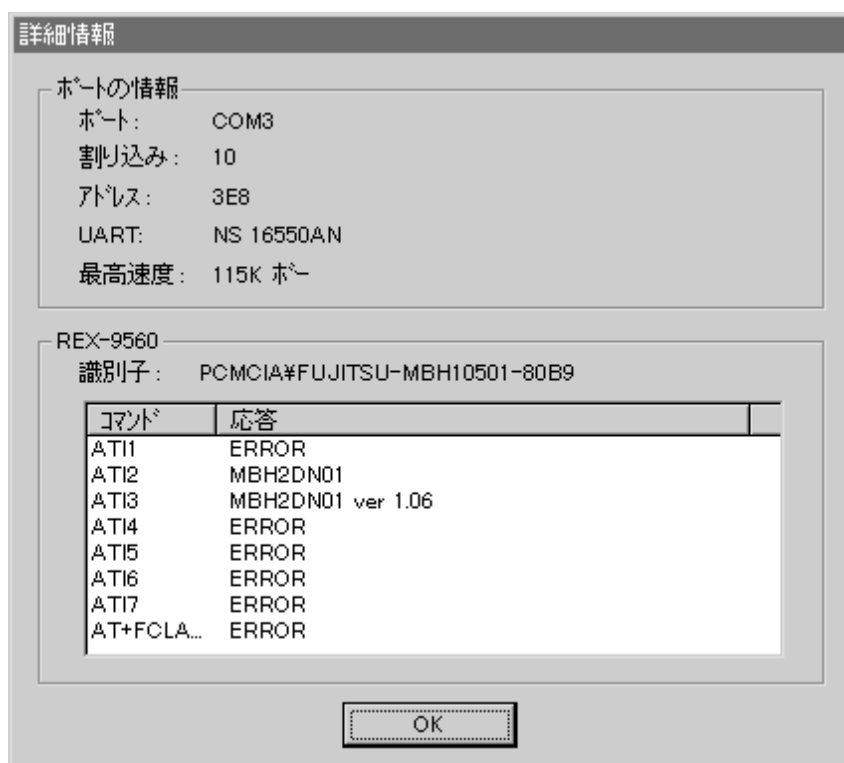 詳細情報
ポートの情報
ポート: COM3
割り込み: 10
アドレス: 3E8
UART: NS 16550AN
最高速度: 115K ボー
REX-9560
識別子: PCMCIA¥FUJITSU-MBH10501-80B9
コマンド 応答
ATI1 ERROR
ATI2 MBH2DN01
ATI3 MBH2DN01 ver 1.06
ATI4 ERROR
ATI5 ERROR
ATI6 ERROR
ATI7 ERROR
AT+FCLA... ERROR
OK